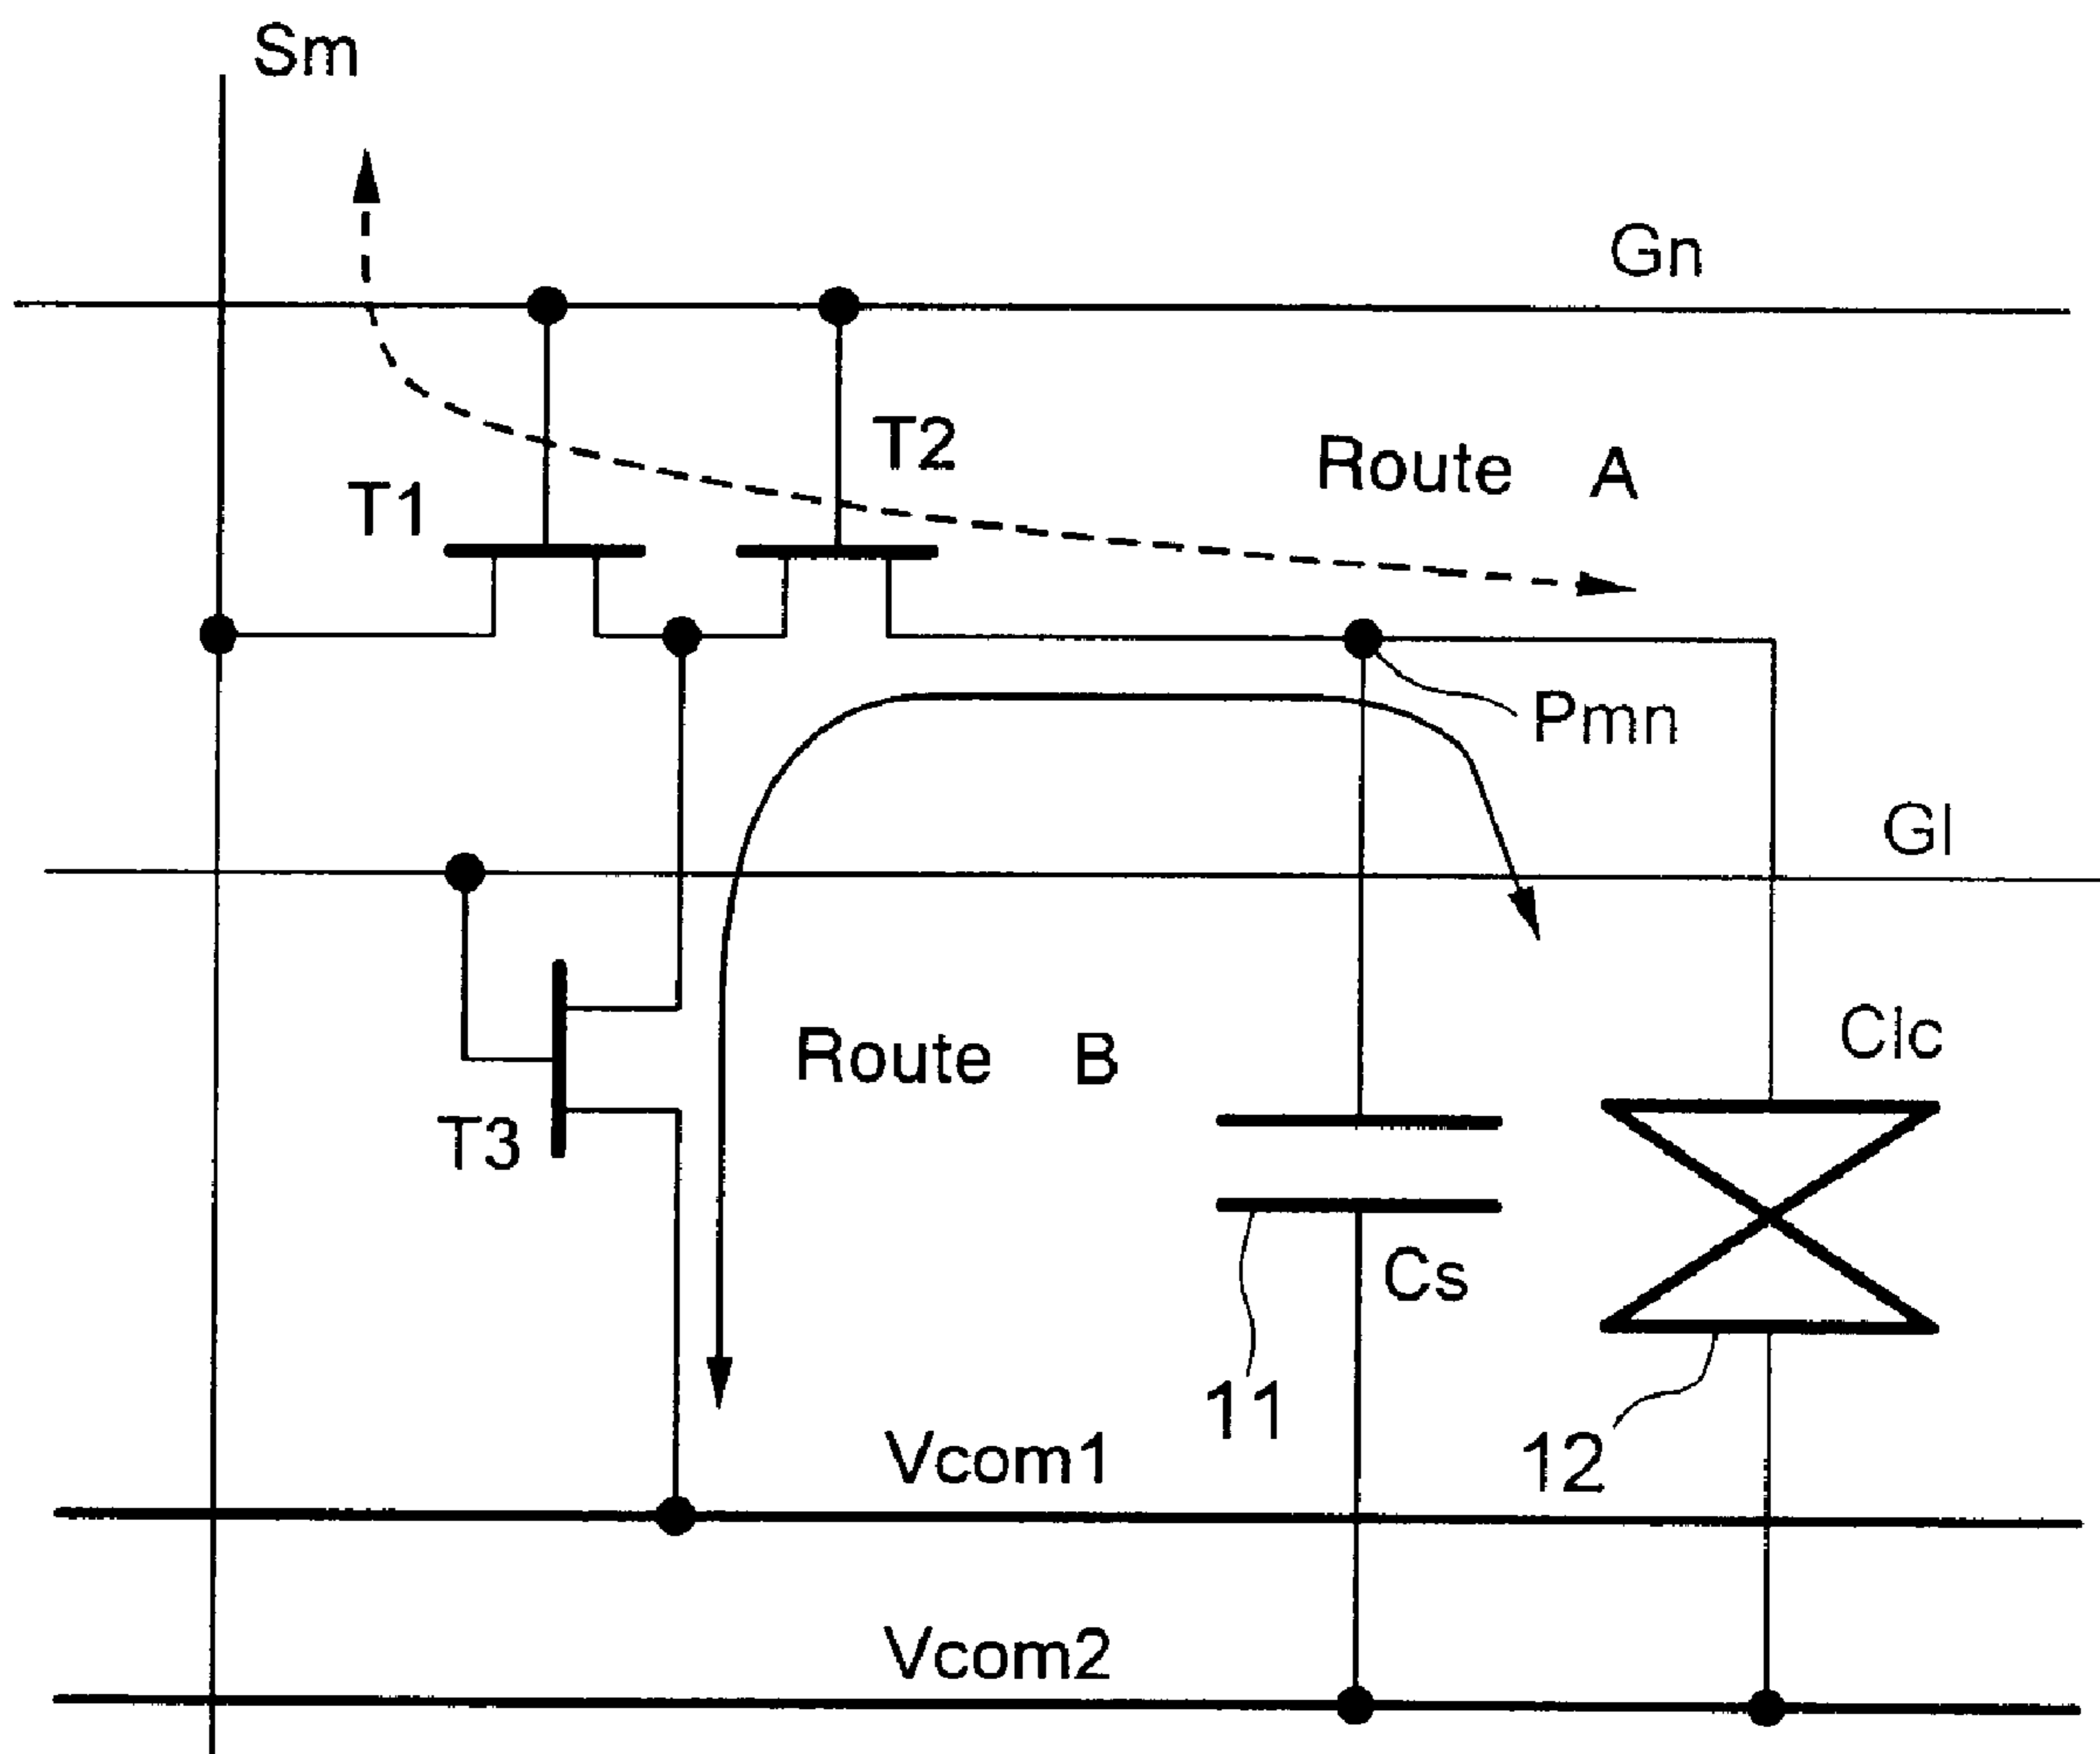 Sm
Gn
T2
Route A
T1
Pmn
Gl
Clc
Route B
T3
Cs
11
12
Vcom1
Vcom2